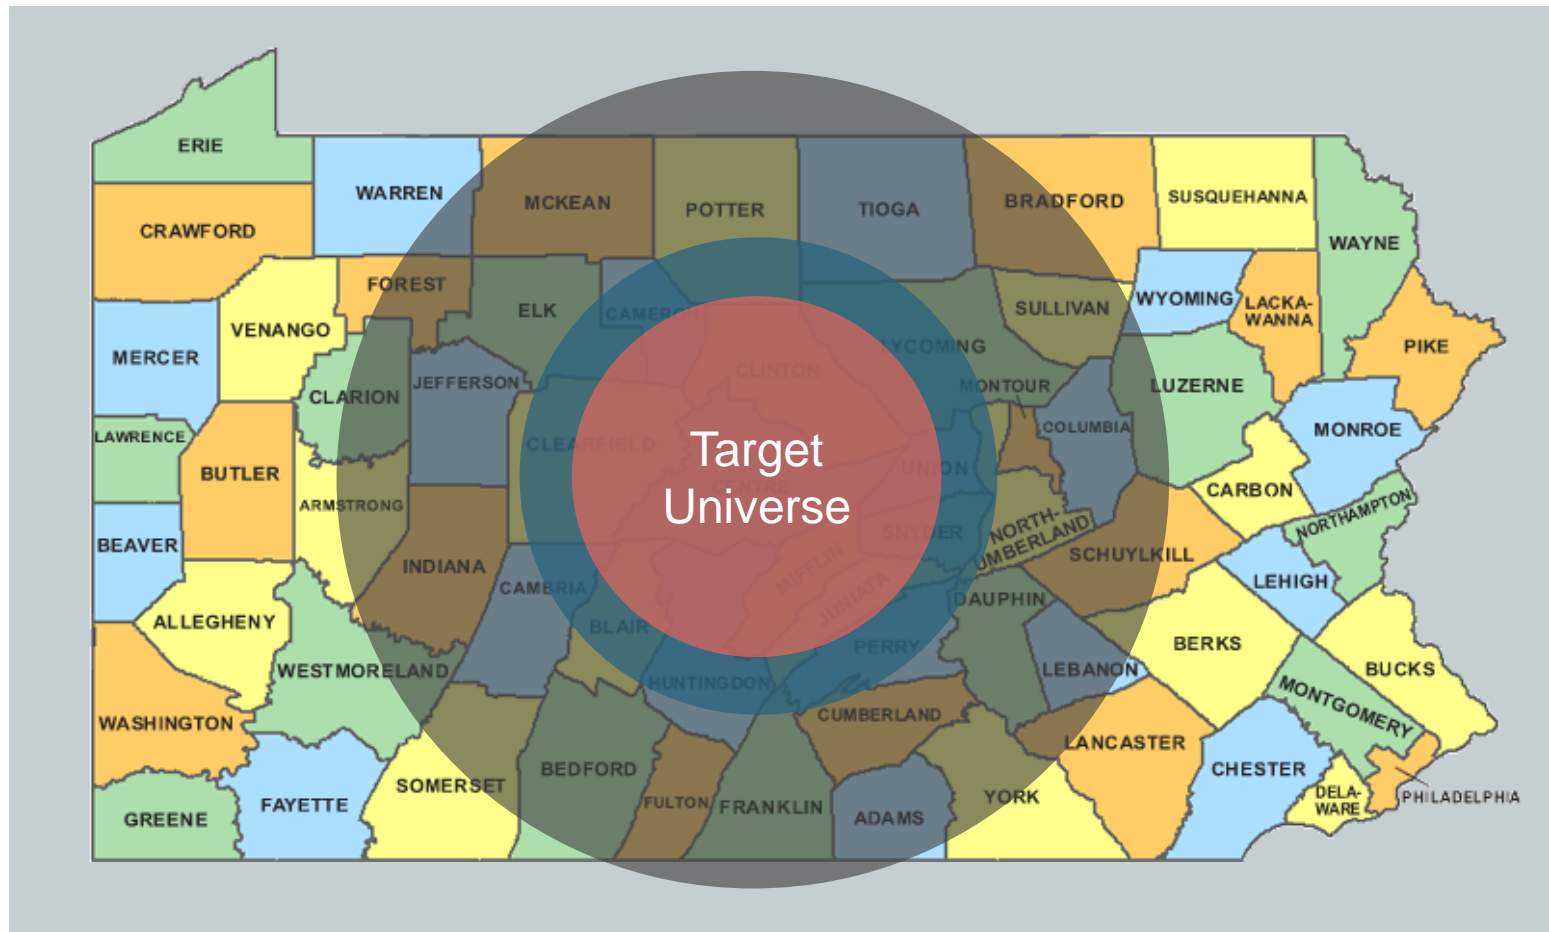 ERIE
WARREN
MCKEAN
POTTER
TIOGA
BRADFORD
SUSQUEHANNA
WAYNE
CRAWFORD
FOREST
ELK
CAMERON
SULLIVAN
WYOMING
LACKA-
WANNA
PIKE
VENANGO
MERCER
CLARION
JEFFERSON
CLINTON
LYCOMING
MONTOUR
COLUMBIA
LUZERNE
MONROE
LAWRENCE
BUTLER
ARMSTRONG
CLEARFIELD
CENTRE
Target
Universe
UNION
SNYDER
NORTH-
UMBERLAND
CARBON
NORTHAMPTON
SCHUYLKILL
LEHIGH
BEAVER
INDIANA
CAMBRIA
BLAIR
MIFFLIN
JUNIATA
PERRY
DAUPHIN
LEBANON
BERKS
BUCKS
MONTGOMERY
ALLEGHENY
WESTMORELAND
HUNTINGDON
CUMBERLAND
LANCASTER
CHESTER
WASHINGTON
GREENE
FAYETTE
SOMERSET
BEDFORD
FULTON
FRANKLIN
ADAMS
YORK
DELA-
WARE
PHILADELPHIA